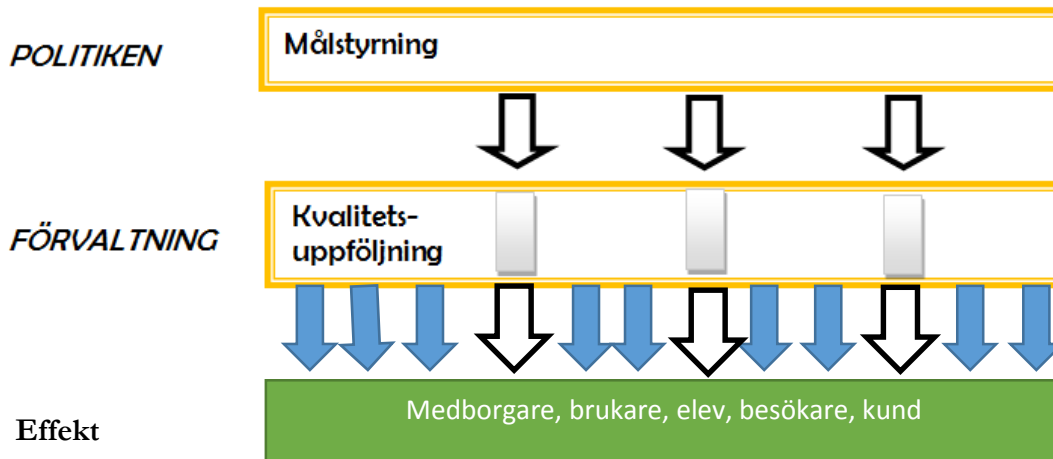 POLITIKEN
Målstyrning
FÖRVALTNING
Kvalitets-
uppföljning
Effekt
Medborgare, brukare, elev, besökare, kund